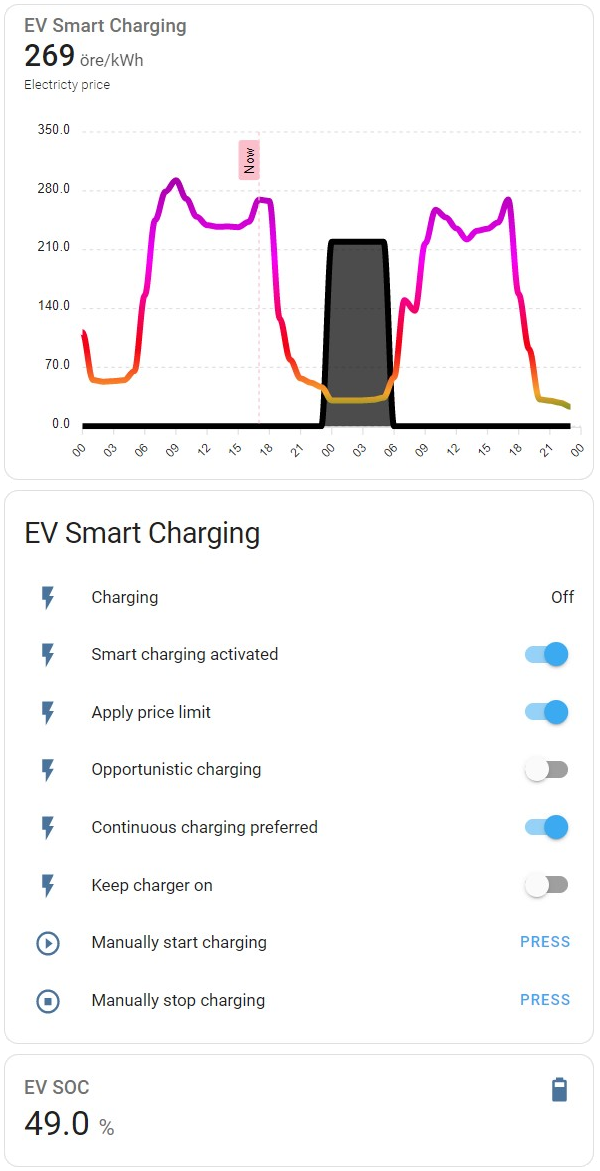 EV Smart Charging
269 öre/kWh
Electricty price
350.0
Now
280.0
210.0
140.0
70.0
0.0
00 03 06 09 12 15 18 21 00 03 06 09 12 15 18 21 00
EV Smart Charging
Charging Off
Smart charging activated
Apply price limit
Opportunistic charging
Continuous charging preferred
Keep charger on
Manually start charging PRESS
Manually stop charging PRESS
EV SOC
49.0 %